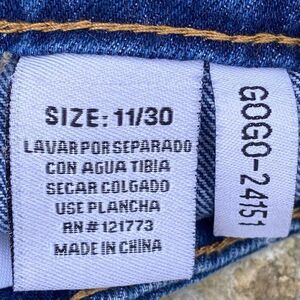 SIZE: 11/30
LAVAR POR SEPARADO
CON AGUA TIBIA
SECAR COLGADO
USE PLANCHA
RN#121773
MADE IN CHINA
GOGO-24151